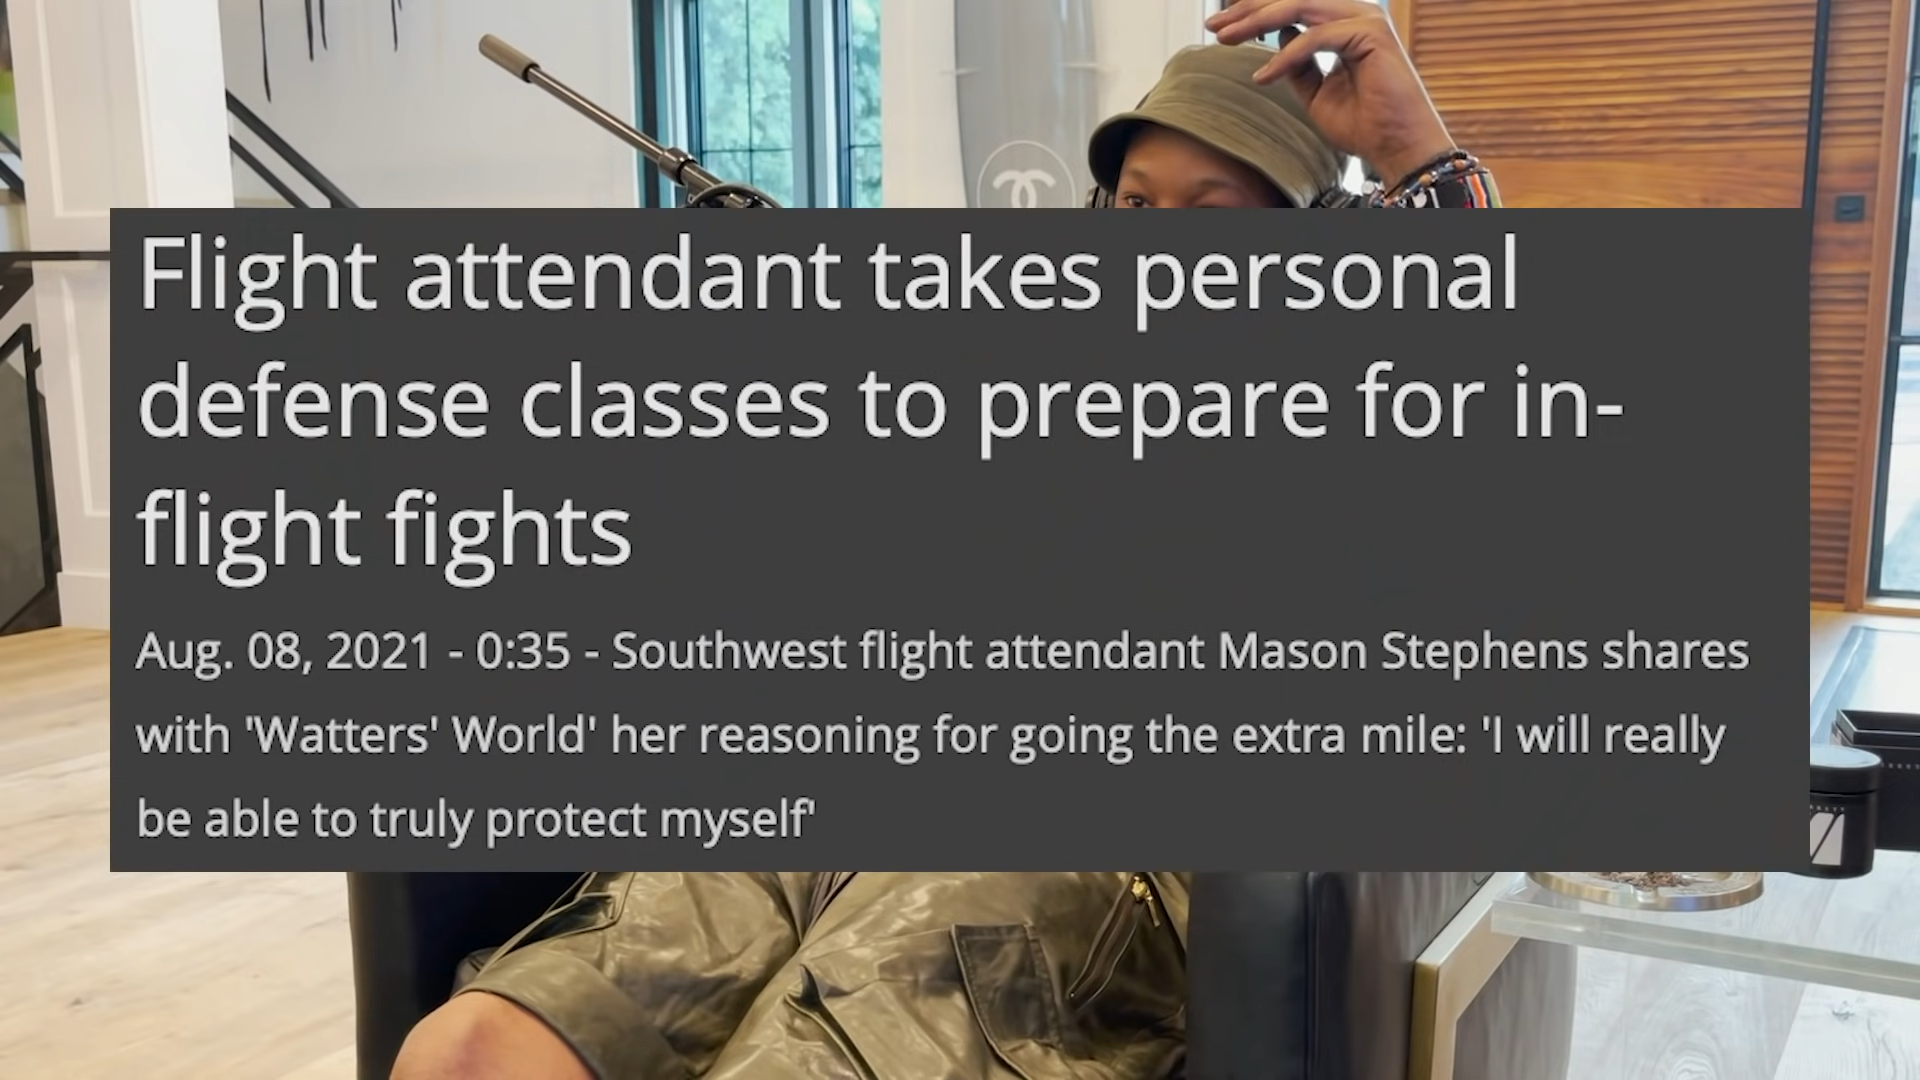 Flight attendant takes personal
defense classes to prepare for in-
flight fights
Aug. 08, 2021 - 0:35 - Southwest flight attendant Mason Stephens shares
with 'Watters' World' her reasoning for going the extra mile: 'I will really
be able to truly protect myself'